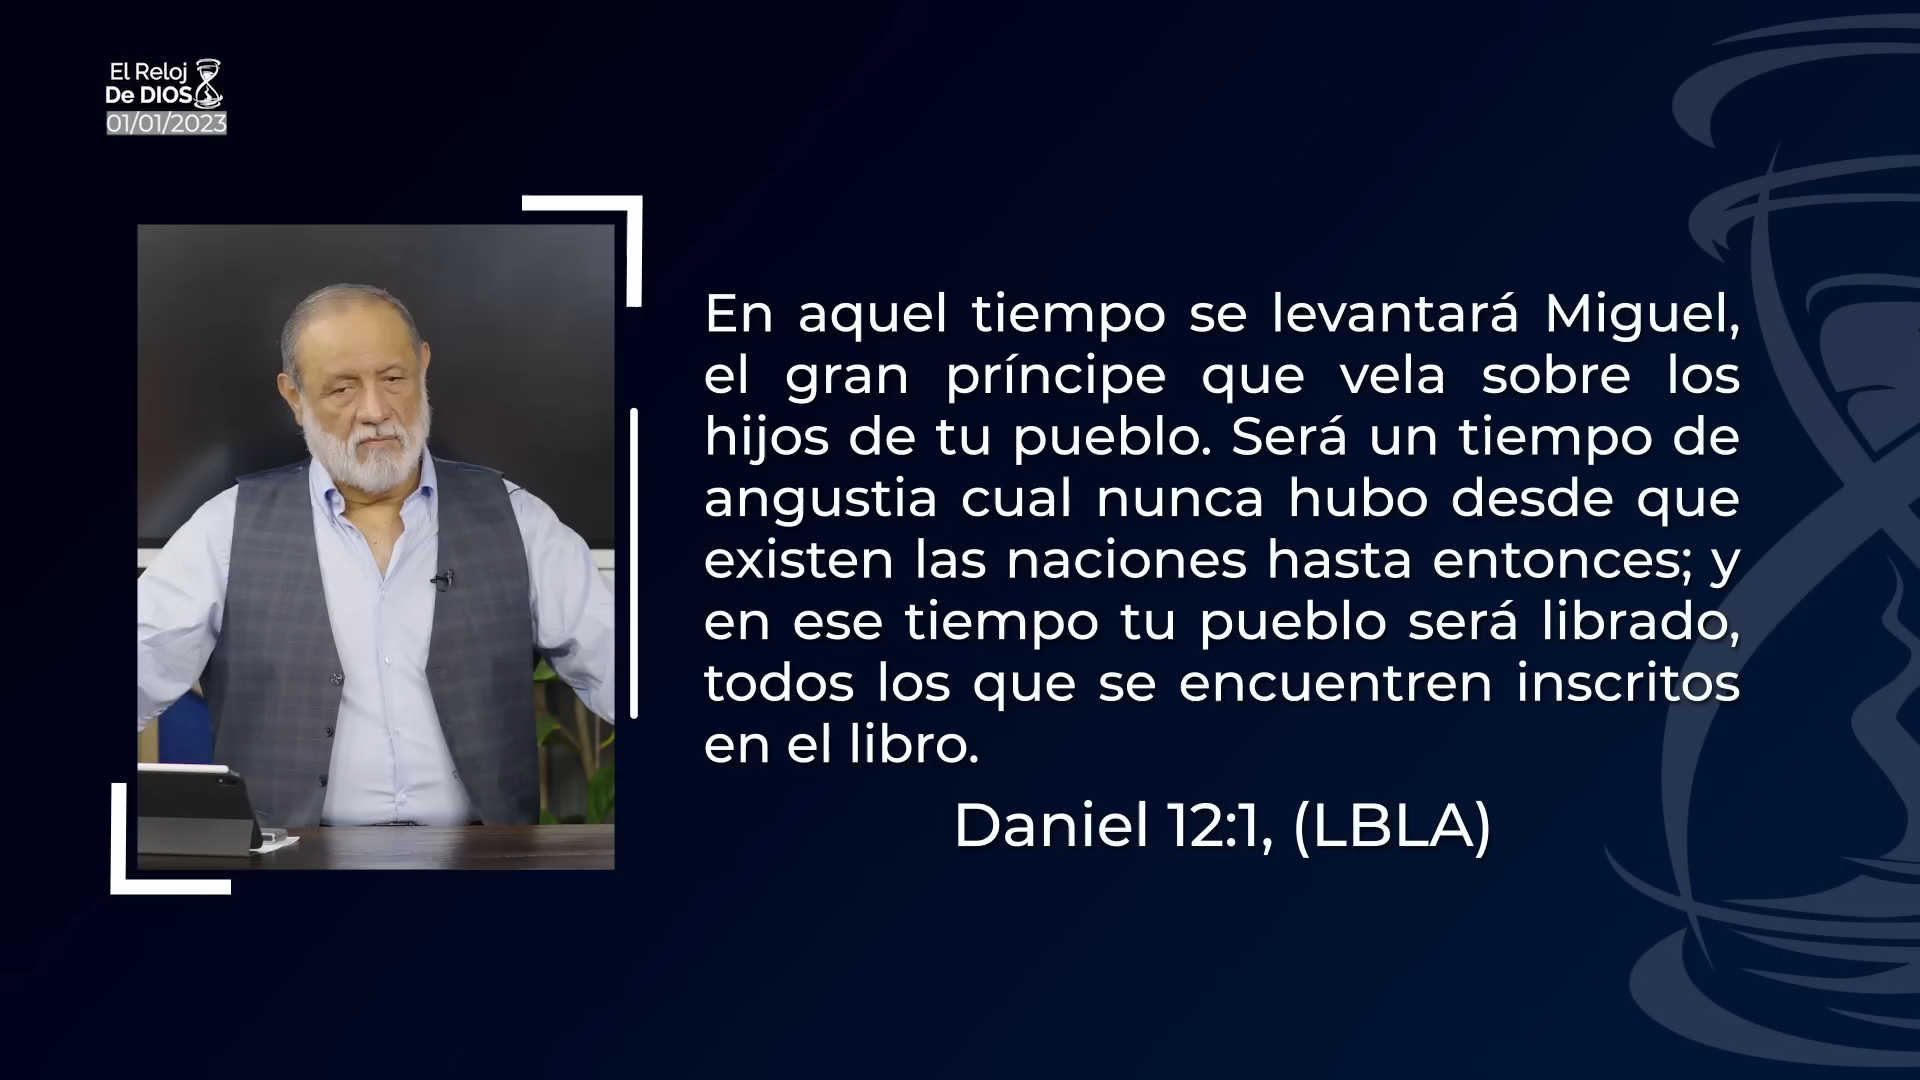 El Reloj
De DIOS
01/01/2023
En aquel tiempo se levantará Miguel,
el gran príncipe que vela sobre los
hijos de tu pueblo. Será un tiempo de
angustia cual nunca hubo desde que
existen las naciones hasta entonces; y
en ese tiempo tu pueblo será librado,
todos los que se encuentren inscritos
en el libro.
Daniel 12:1, (LBLA)